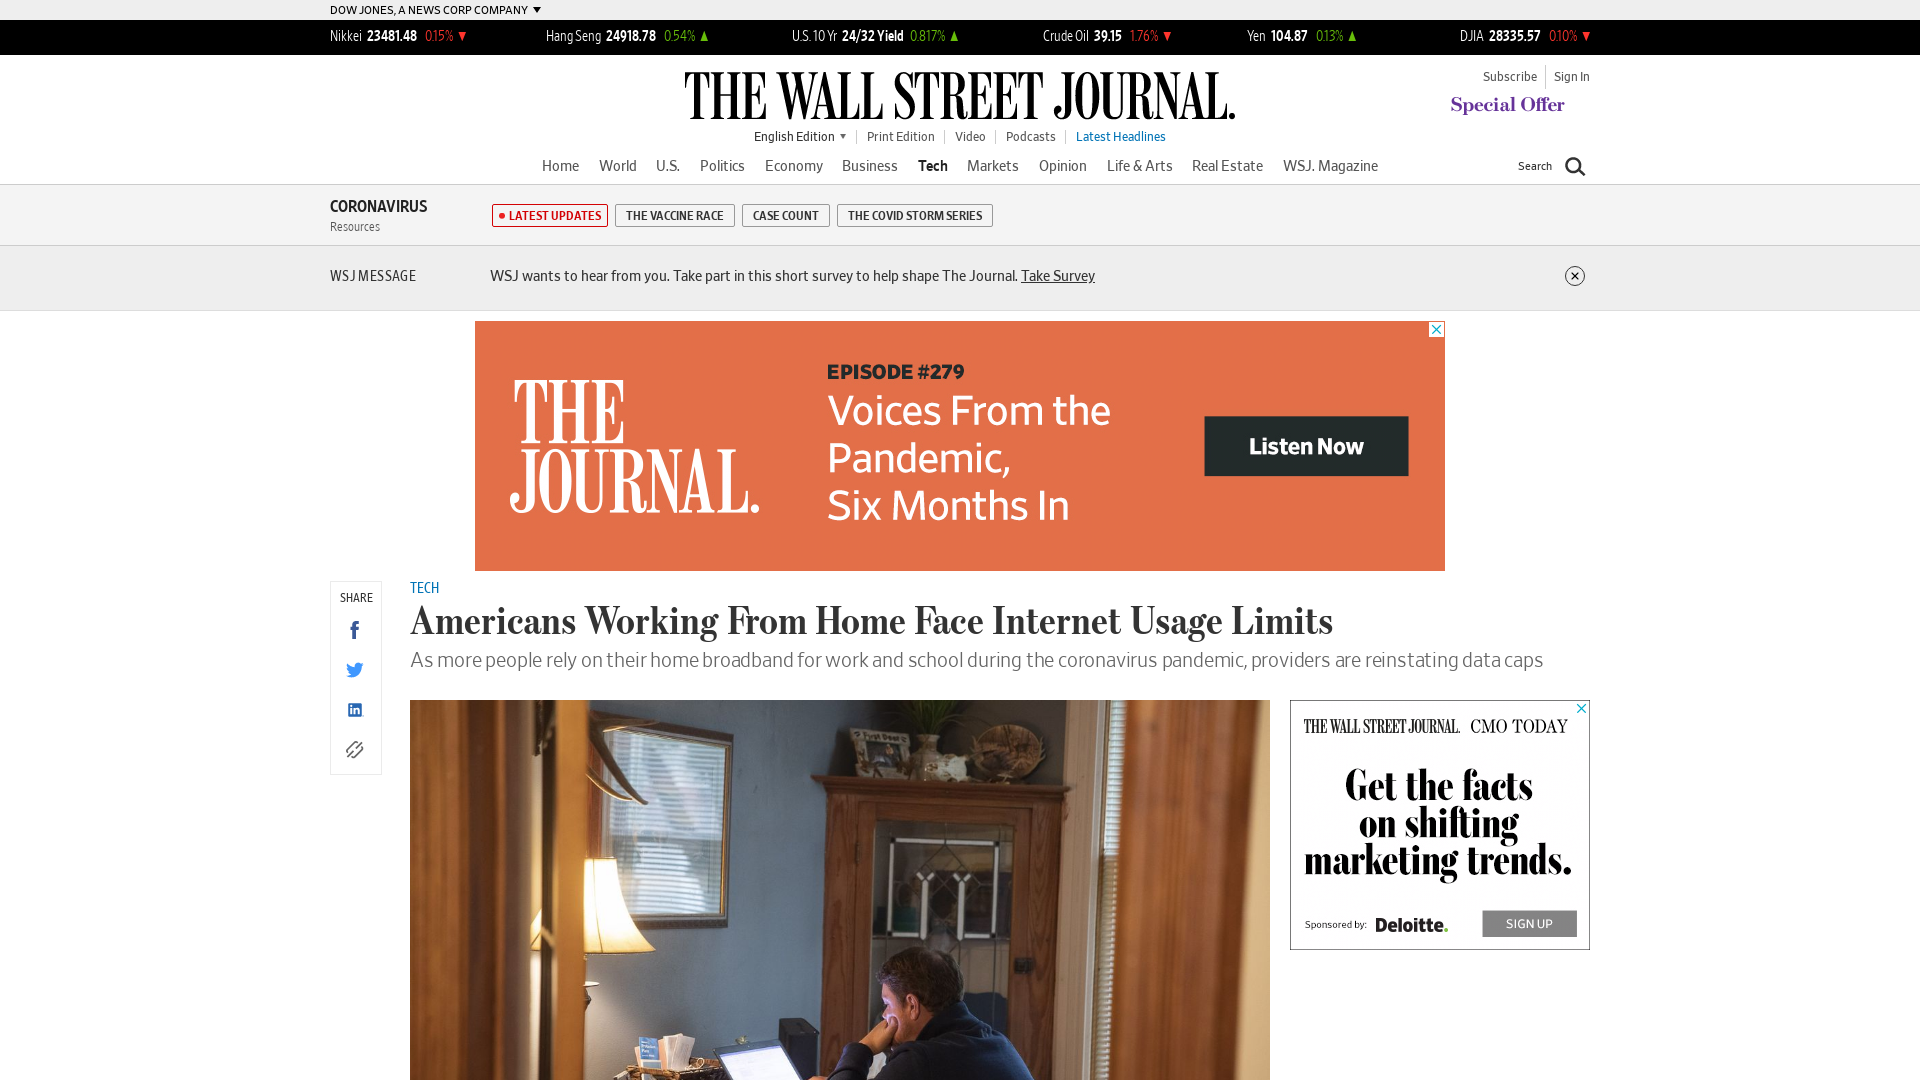 DOW JONES, A NEWS CORP COMPANY
Nikkei 23481.48 0.15%
Hang Seng 24918.78 0.54%
U.S. 10 Yr 24/32 Yield 0.817%
Crude Oil 39.15 1.76%
Yen 104.87 0.13%
DJIA 28335.57 0.10%
THE WALL STREET JOURNAL.
Subscribe Sign In
Special Offer
English Edition Print Edition Video Podcasts Latest Headlines
Home World U.S. Politics Economy Business Tech Markets Opinion Life & Arts Real Estate WSJ. Magazine
Search
CORONAVIRUS
Resources
LATEST UPDATES
THE VACCINE RACE
CASE COUNT
THE COVID STORM SERIES
WSJ MESSAGE
WSJ wants to hear from you. Take part in this short survey to help shape The Journal. Take Survey
THE
JOURNAL.
EPISODE #279
Voices From the
Pandemic,
Six Months In
Listen Now
SHARE
TECH
Americans Working From Home Face Internet Usage Limits
As more people rely on their home broadband for work and school during the coronavirus pandemic, providers are reinstating data caps
THE WALL STREET JOURNAL. CMO TODAY
Get the facts
on shifting
marketing trends.
Sponsored by: Deloitte.
SIGN UP